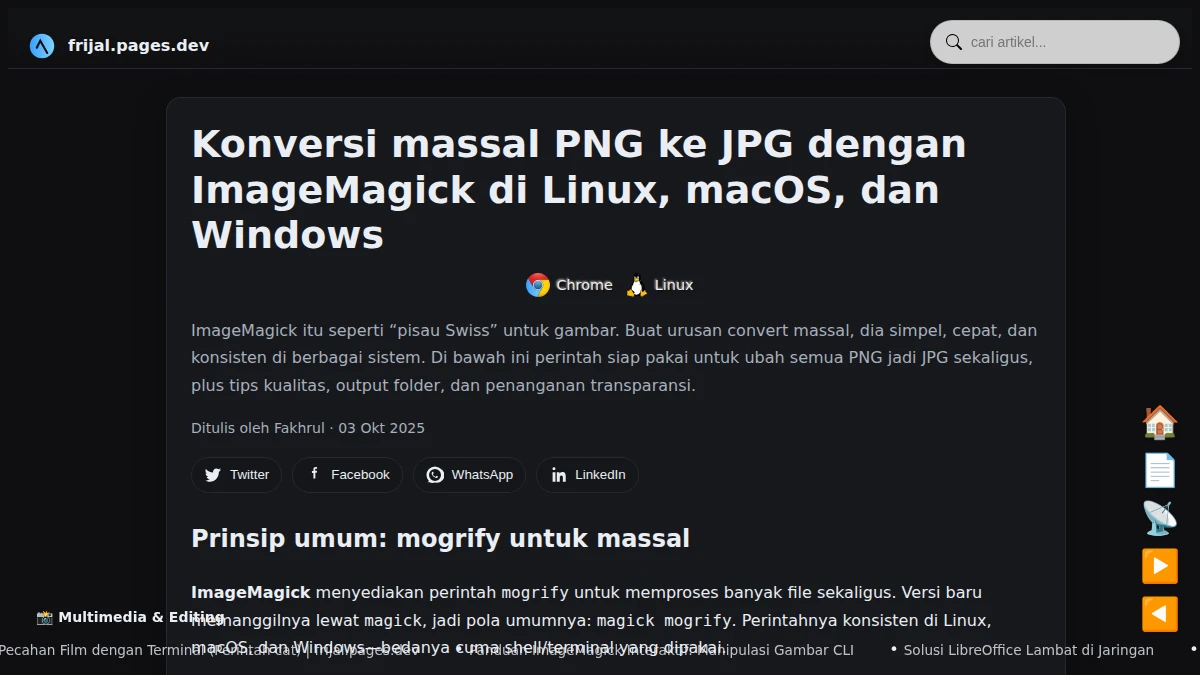 frijal.pages.dev
cari artikel...
Konversi massal PNG ke JPG dengan
ImageMagick di Linux, macOS, dan
Windows
Chrome Linux
ImageMagick itu seperti “pisau Swiss” untuk gambar. Buat urusan convert massal, dia simpel, cepat, dan
konsisten di berbagai sistem. Di bawah ini perintah siap pakai untuk ubah semua PNG jadi JPG sekaligus,
plus tips kualitas, output folder, dan penanganan transparansi.
Ditulis oleh Fakhrul · 03 Okt 2025
Twitter Facebook WhatsApp LinkedIn
Prinsip umum: mogrify untuk massal
ImageMagick menyediakan perintah mogrify untuk memproses banyak file sekaligus. Versi baru
📸 Multimedia & Editing
memanggilnya lewat magick, jadi pola umumnya: magick mogrify. Perintahnya konsisten di Linux,
macOS, dan Windows—bedanya cuma shell/terminal yang dipakai.
Pecahan Film dengan Terminal (Perintah cat) | frijal.pages.dev • Panduan ImageMagick Interaktif: Manipulasi Gambar CLI • Solusi LibreOffice Lambat di Jaringan •